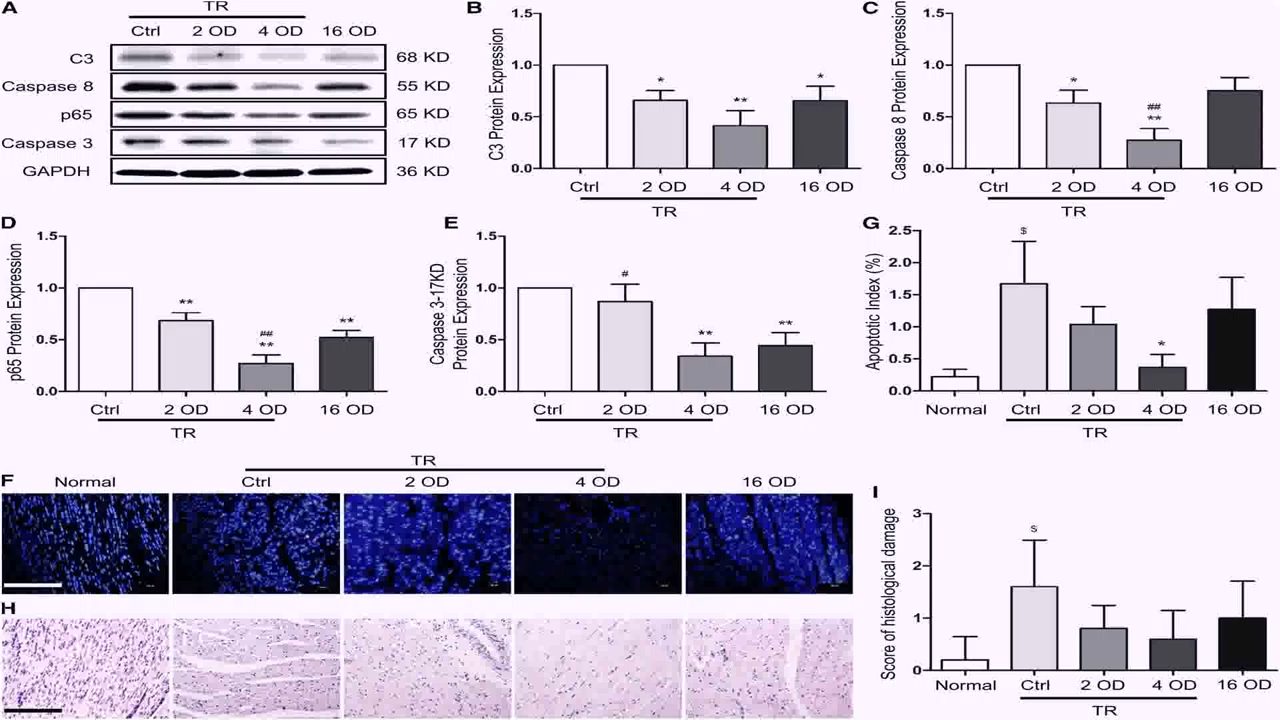 A
TR
Ctrl 2 OD 4 OD 16 OD
C3 68 KD
Caspase 8 55 KD
p65 65 KD
Caspase 3 17 KD
GAPDH 36 KD
B
C3 Protein Expression
1.5
1.0
0.5
0.0
* ** *
Ctrl 2 OD 4 OD 16 OD
TR
C
Caspase 8 Protein Expression
1.5
1.0
0.5
0.0
* ## **
Ctrl 2 OD 4 OD 16 OD
TR
D
p65 Protein Expression
1.5
1.0
0.5
0.0
** ## ** **
Ctrl 2 OD 4 OD 16 OD
TR
E
Caspase 3-17KD
Protein Expression
1.5
1.0
0.5
0.0
# ** **
Ctrl 2 OD 4 OD 16 OD
TR
G
Apoptotic Index (%)
2.5
2.0
1.5
1.0
0.5
0.0
$ *
Normal Ctrl 2 OD 4 OD 16 OD
TR
F
TR
Normal Ctrl 2 OD 4 OD 16 OD
H
I
Score of histological damage
3
2
1
0
$
Normal Ctrl 2 OD 4 OD 16 OD
TR